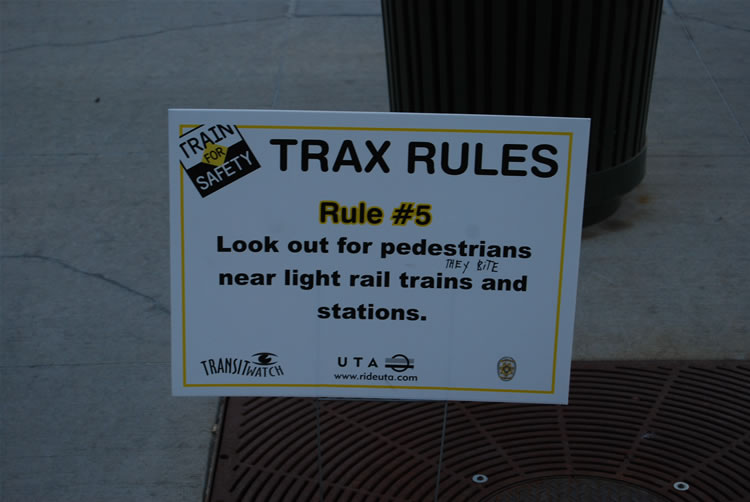 TRAIN
FOR
SAFETY
TRAX RULES
Rule #5
Look out for pedestrians
THEY BITE
near light rail trains and
stations.
TRANSITWATCH
UTA
www.rideuta.com